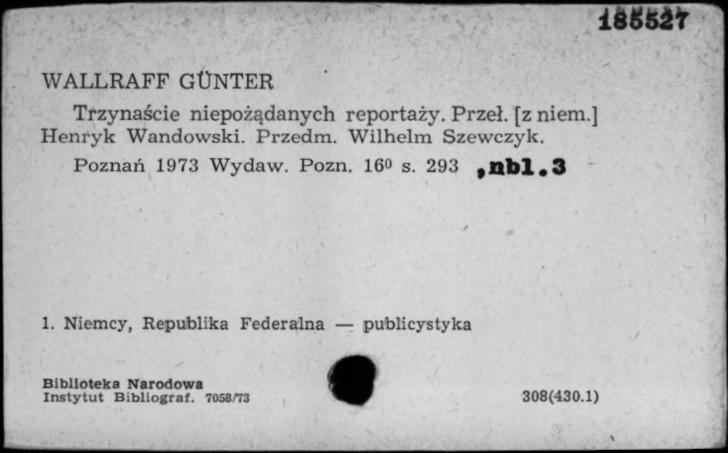 185527
WALLRAFF GÜNTER
Trzynaście niepożądanych reportaży. Przeł. [z niem.]
Henryk Wandowski. Przedm. Wilhelm Szewczyk.
Poznań 1973 Wydaw. Pozn. 16⁰ s. 293 ,nbl.3
1. Niemcy, Republika Federalna — publicystyka
Biblioteka Narodowa
Instytut Bibliograf. 7058/73 308(430.1)